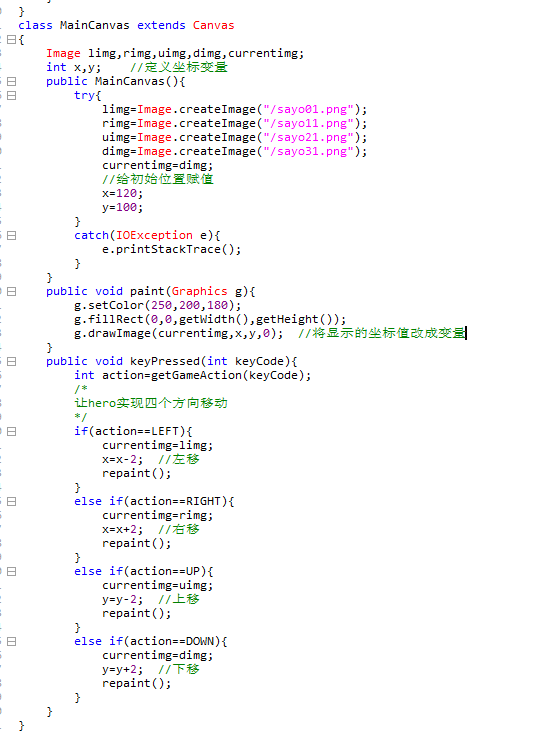 }
class MainCanvas extends Canvas
{
Image limg,rimg,uimg,dimg,currentimg;
int x,y; //定义坐标变量
public MainCanvas(){
try{
limg=Image.createImage("/sayo01.png");
rimg=Image.createImage("/sayo11.png");
uimg=Image.createImage("/sayo21.png");
dimg=Image.createImage("/sayo31.png");
currentimg=dimg;
//给初始位置赋值
x=120;
y=100;
}
catch(IOException e){
e.printStackTrace();
}
}
public void paint(Graphics g){
g.setColor(250,200,180);
g.fillRect(0,0,getWidth(),getHeight());
g.drawImage(currentimg,x,y,0); //将显示的坐标值改成变量
}
public void keyPressed(int keyCode){
int action=getGameAction(keyCode);
/*
让hero实现四个方向移动
*/
if(action==LEFT){
currentimg=limg;
x=x-2; //左移
repaint();
}
else if(action==RIGHT){
currentimg=rimg;
x=x+2; //右移
repaint();
}
else if(action==UP){
currentimg=uimg;
y=y-2; //上移
repaint();
}
else if(action==DOWN){
currentimg=dimg;
y=y+2; //下移
repaint();
}
}
}